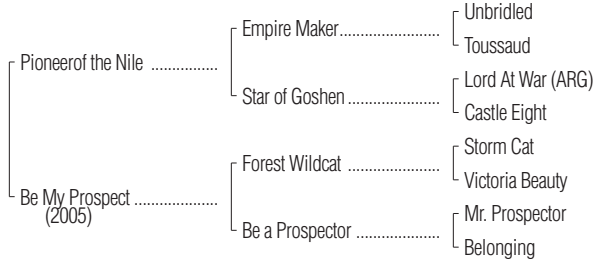 Unbridled
Empire Maker......................
Toussaud
Pioneerof the Nile ................
Lord At War (ARG)
Star of Goshen.....................
Castle Eight
Storm Cat
Forest Wildcat .....................
Victoria Beauty
Be My Prospect ...................
(2005)
Mr. Prospector
Be a Prospector ...................
Belonging